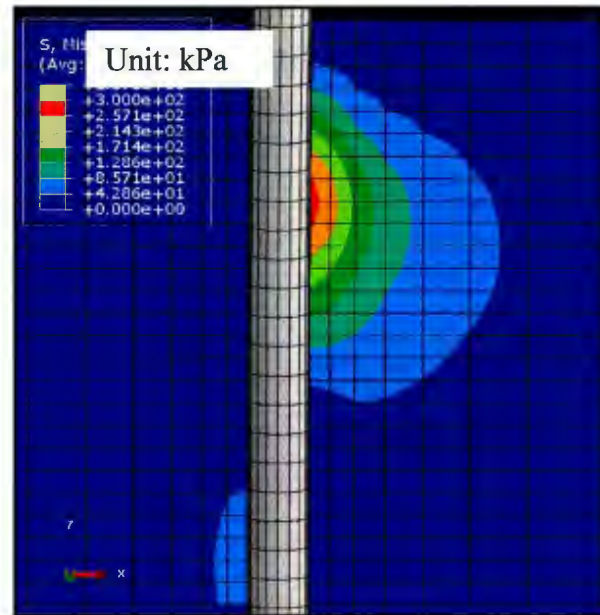 S, Mis
(Avg:
Unit: kPa
+3.000e+02
+2.571e+02
+2.143e+02
+1.714e+02
+1.286e+02
+8.571e+01
+4.286e+01
+0.000e+00
x